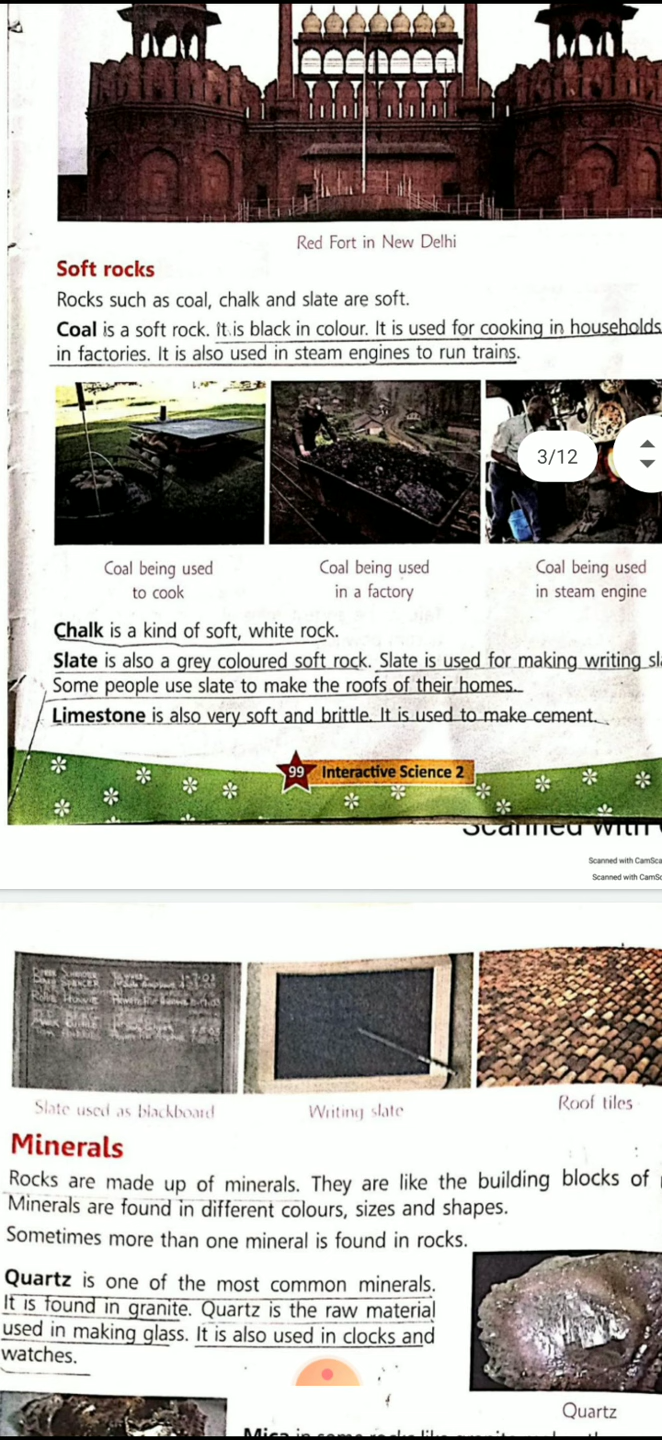 Red Fort in New Delhi
Soft rocks
Rocks such as coal, chalk and slate are soft.
Coal is a soft rock. It is black in colour. It is used for cooking in households
in factories. It is also used in steam engines to run trains.
3/12
Coal being used
to cook
Coal being used
in a factory
Coal being used
in steam engine
Chalk is a kind of soft, white rock.
Slate is also a grey coloured soft rock. Slate is used for making writing
Some people use slate to make the roofs of their homes.
Limestone is also very soft and brittle. It is used to make cement.
99 Interactive Science 2
Scanned with
Scanned with
Scanned with
Slate used as blackboard
Writing slate
Roof tiles
Minerals
Rocks are made up of minerals. They are like the building blocks of
Minerals are found in different colours, sizes and shapes.
Sometimes more than one mineral is found in rocks.
Quartz is one of the most common minerals.
It is found in granite. Quartz is the raw material
used in making glass. It is also used in clocks and
watches.
Quartz